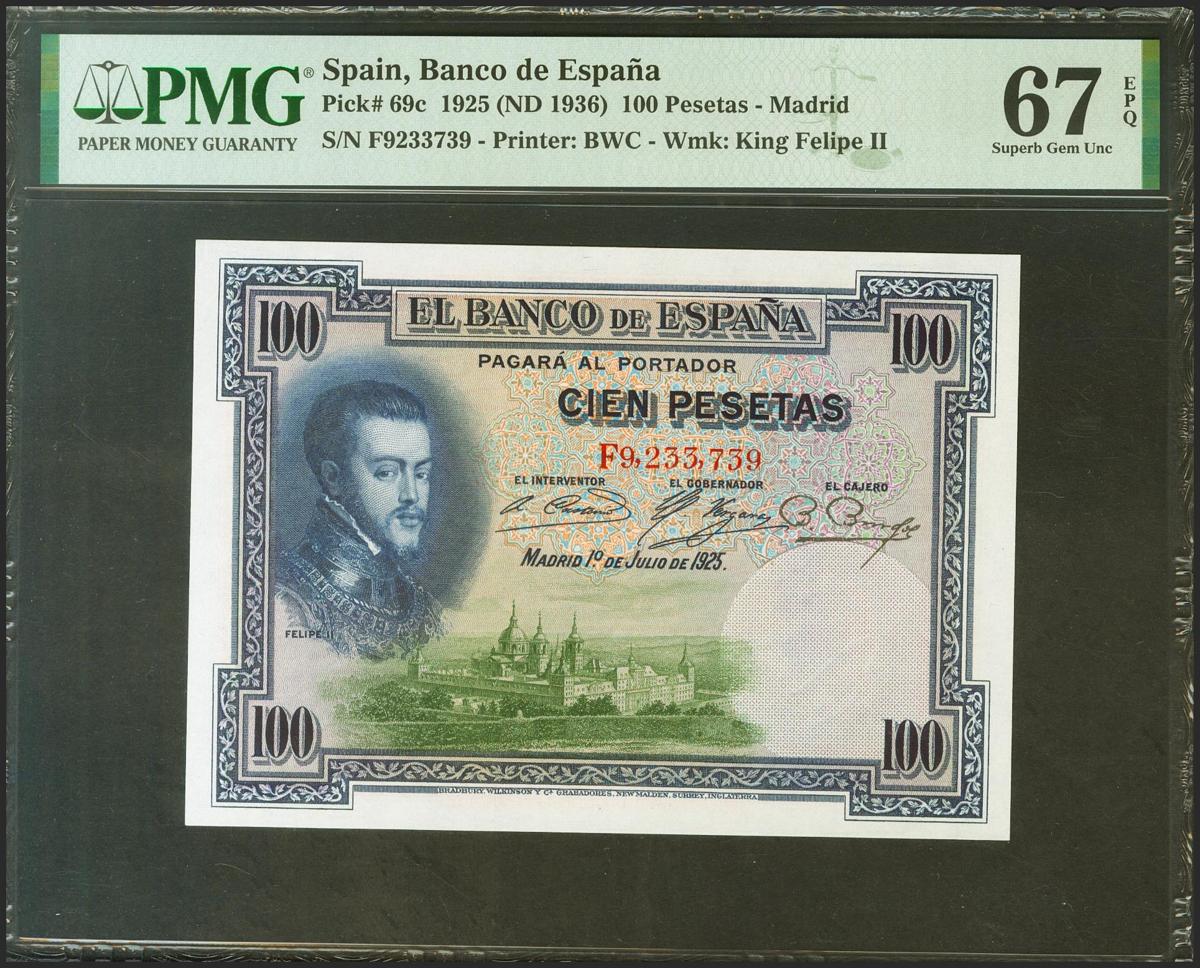 PMG®
PAPER MONEY GUARANTY
Spain, Banco de España
Pick# 69c 1925 (ND 1936) 100 Pesetas - Madrid
S/N F9233739 - Printer: BWC - Wmk: King Felipe II
67 EPQ
Superb Gem Unc
100 EL BANCO DE ESPAÑA 100
PAGARÁ AL PORTADOR
CIEN PESETAS
F9,233,739
EL INTERVENTOR EL GOBERNADOR EL CAJERO
MADRID 1º DE JULIO DE 1925.
FELIPE II
100 100
BRADBURY, WILKINSON Y Cª GRABADORES, NEW MALDEN, SURREY, INGLATERRA.